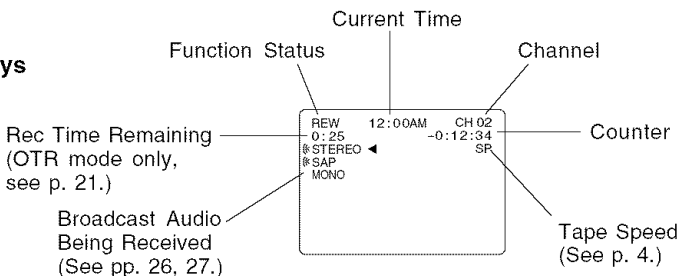 Current Time
Function Status
Channel
ys
REW 12:00AM CH 02
0:25 -0:12:34
STEREO ◄ SP
SAP
MONO
Rec Time Remaining
(OTR mode only,
see p. 21.)
Counter
Broadcast Audio
Being Received
(See pp. 26, 27.)
Tape Speed
(See p. 4.)